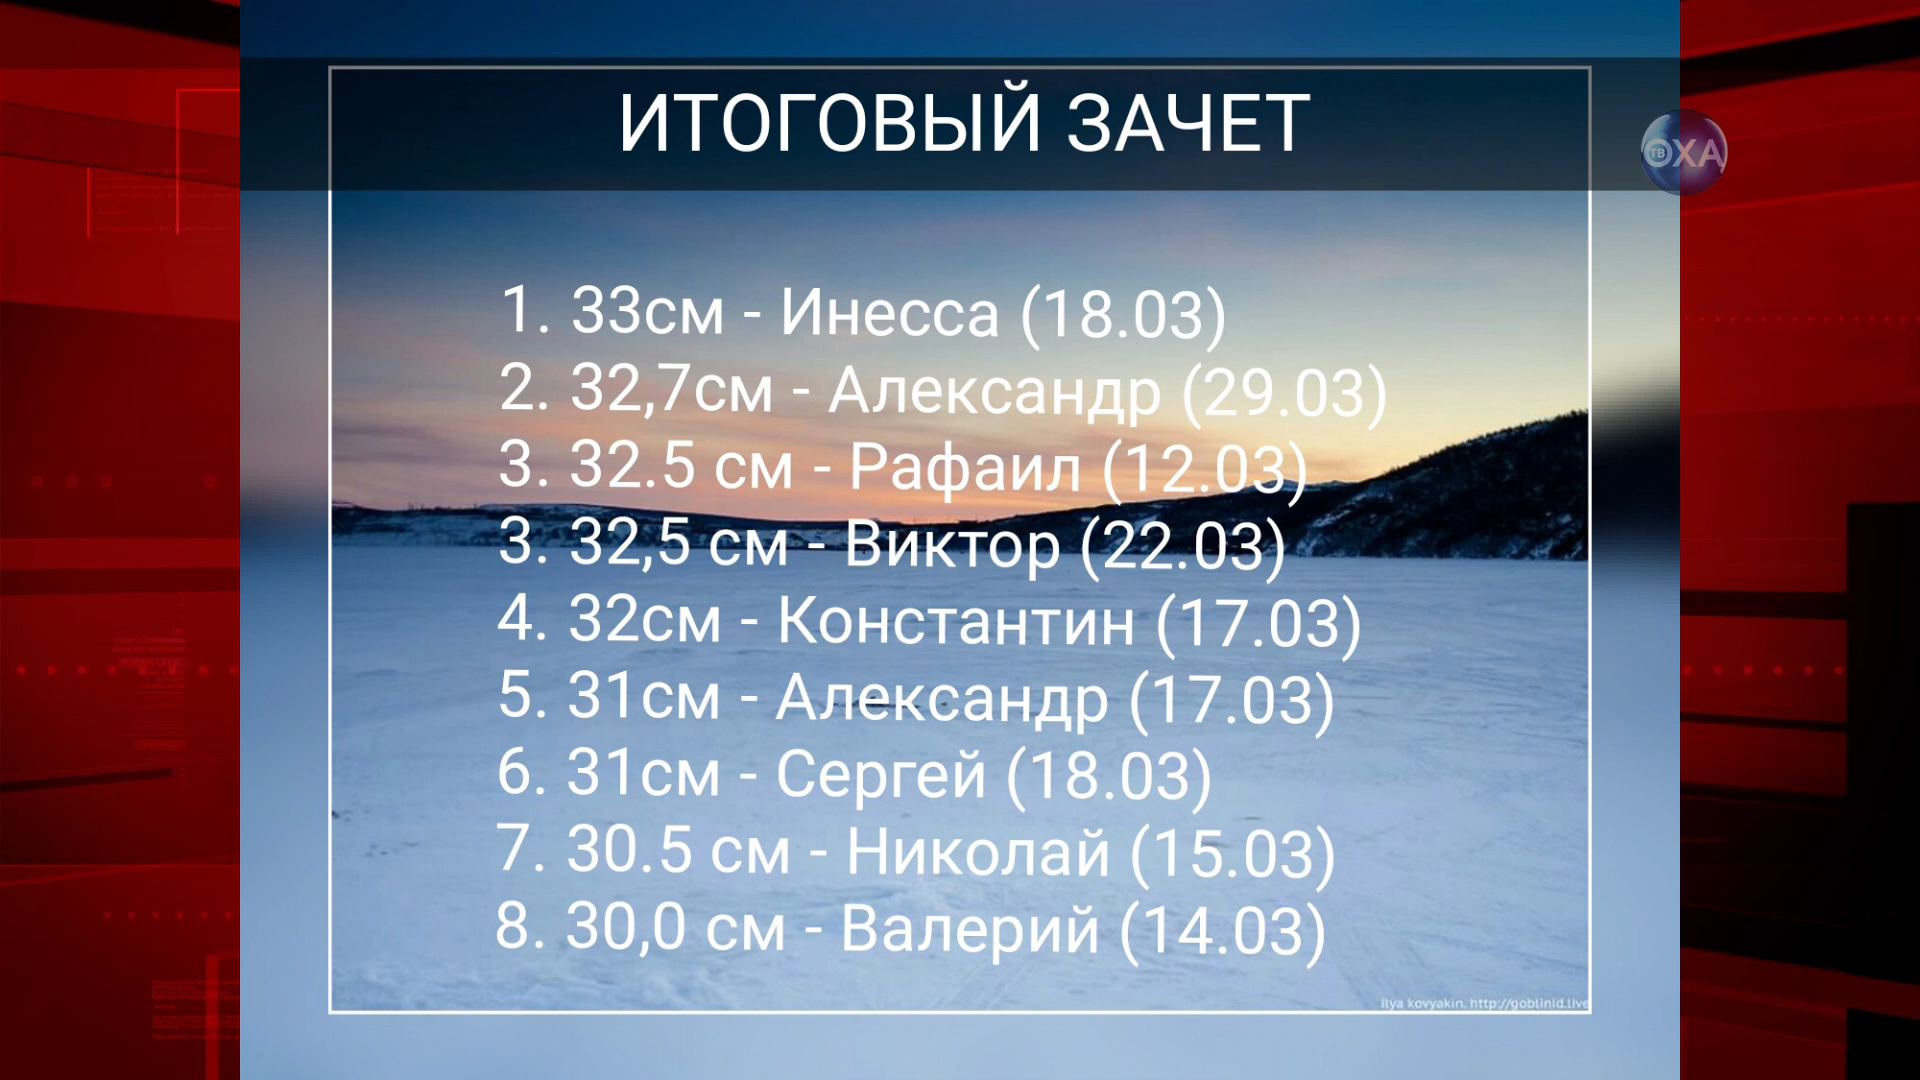 ИТОГОВЫЙ ЗАЧЕТ
ТВ ОХА
1. 33см - Инесса (18.03)
2. 32,7см - Александр (29.03)
3. 32.5 см - Рафаил (12.03)
3. 32,5 см - Виктор (22.03)
4. 32см - Константин (17.03)
5. 31см - Александр (17.03)
6. 31см - Сергей (18.03)
7. 30.5 см - Николай (15.03)
8. 30,0 см - Валерий (14.03)
Ilya kovyakin, http://goblinid.live